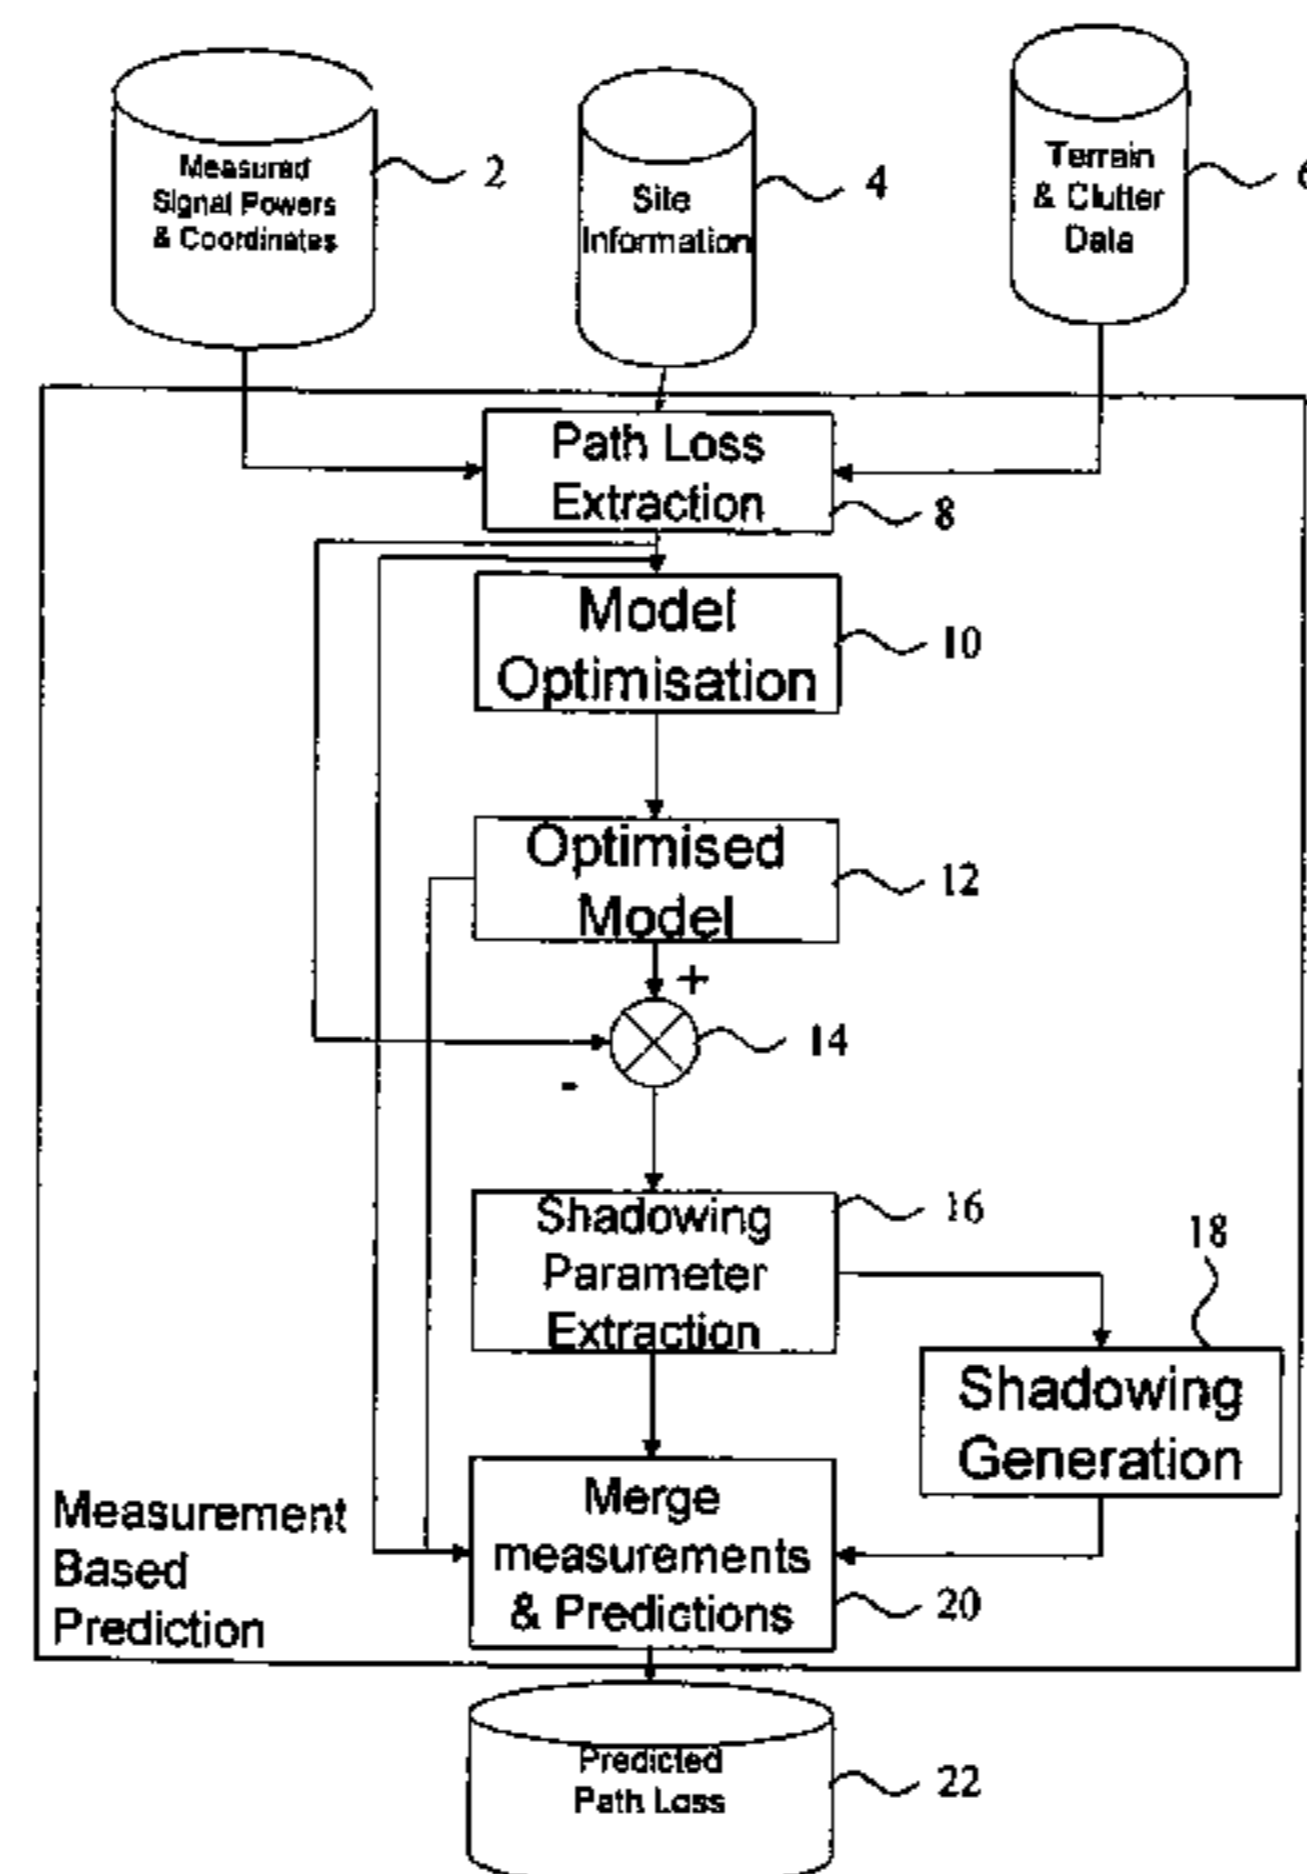 Measured
Signal Powers
& Coordinates
2
Site
Information
4
Terrain
& Clutter
Data
6
Path Loss
Extraction
8
Model
Optimisation
10
Optimised
Model
12
+
14
-
Shadowing
Parameter
Extraction
16
18
Shadowing
Generation
Merge
measurements
& Predictions
20
Measurement
Based
Prediction
Predicted
Path Loss
22